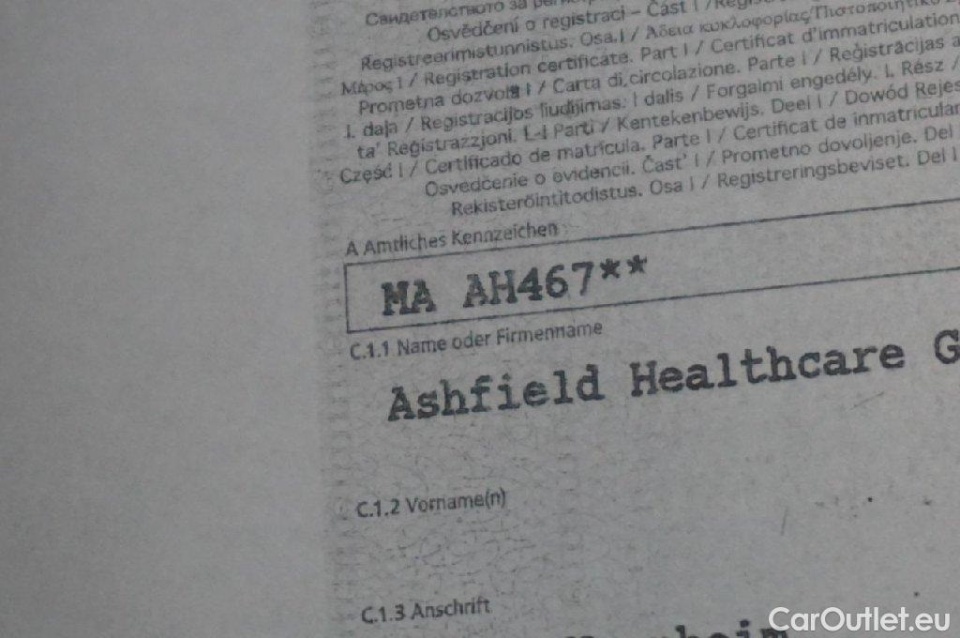 Свидетелство за
Osvědčení o registraci – Část I /
Registreerimistunnistus. Osa I / Άδεια κυκλοφορίας/Πιστοποιητικό
Μέρος I / Registration certificate. Part I / Certificat d'immatriculation
Prometna dozvola I / Carta di circolazione. Parte I / Reģistrācijas
I. daļa / Registracijos liudijimas. I dalis / Forgalmi engedély. I. Rész /
ta' Reġistrazzjoni. L-I Parti / Kentekenbewijs. Deel I / Dowód
Część I / Certificado de matrícula. Parte I / Certificat de înmatriculare
Osvedčenie o evidencii. Časť I / Prometno dovoljenje. Del I
Rekisteröintitodistus. Osa I / Registreringsbeviset. Del I
A Amtliches Kennzeichen
MA AH467**
C.1.1 Name oder Firmenname
Ashfield Healthcare G
C.1.2 Vorname(n)
C.1.3 Anschrift
CarOutlet.eu